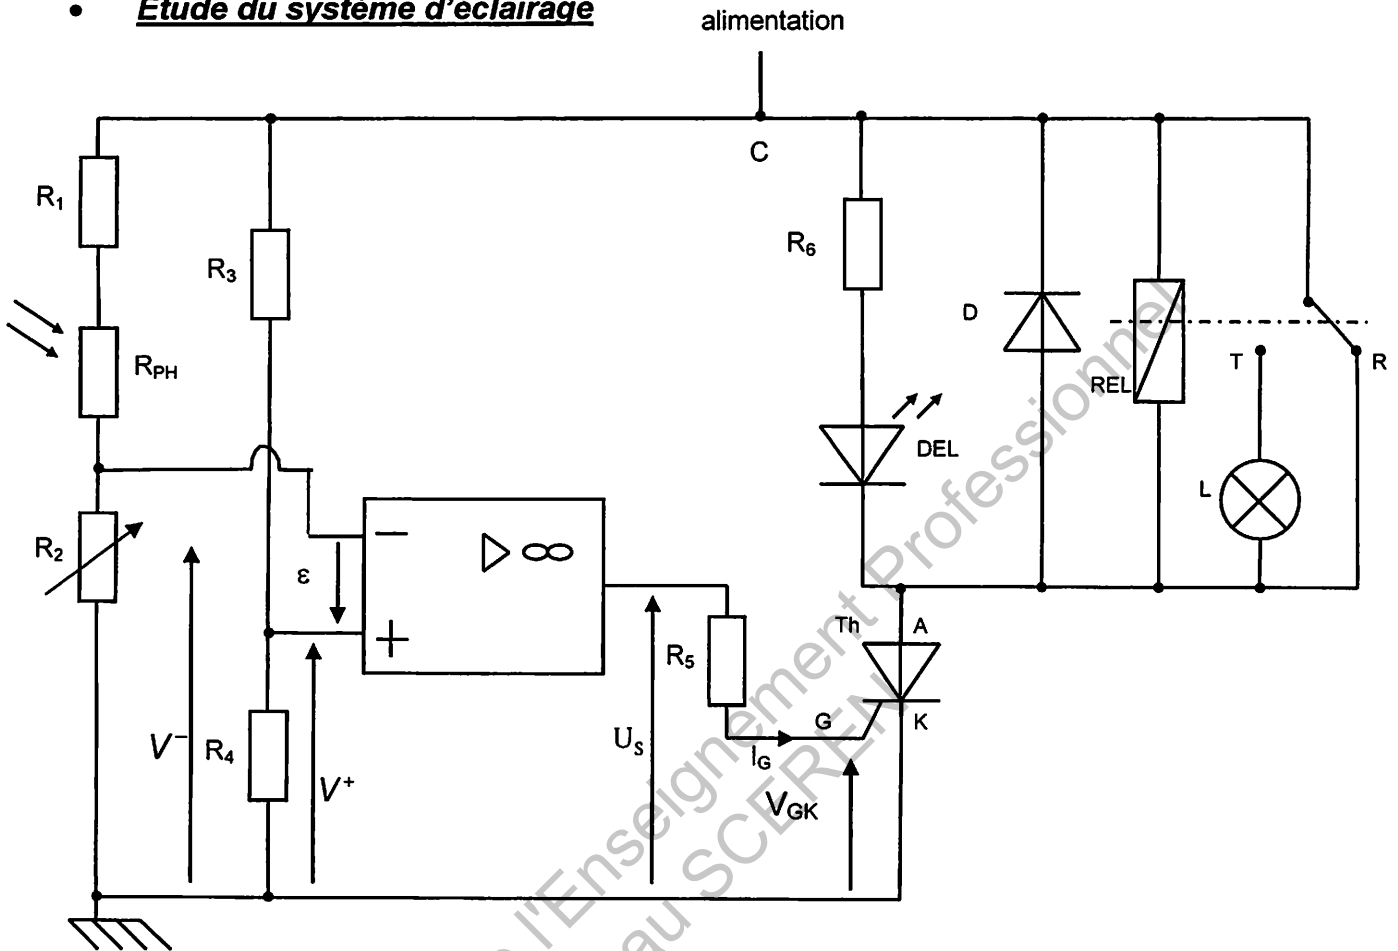 • Etude du système d'éclairage
alimentation
C
R1
R3
R6
RPH
D
REL
T
R
DEL
L
R2
ε
− ▷ ∞
+
Th A
R5
G K
IG
V−
R4
V+
US
VGK
l'Enseignement Professionnel
au SCEREN